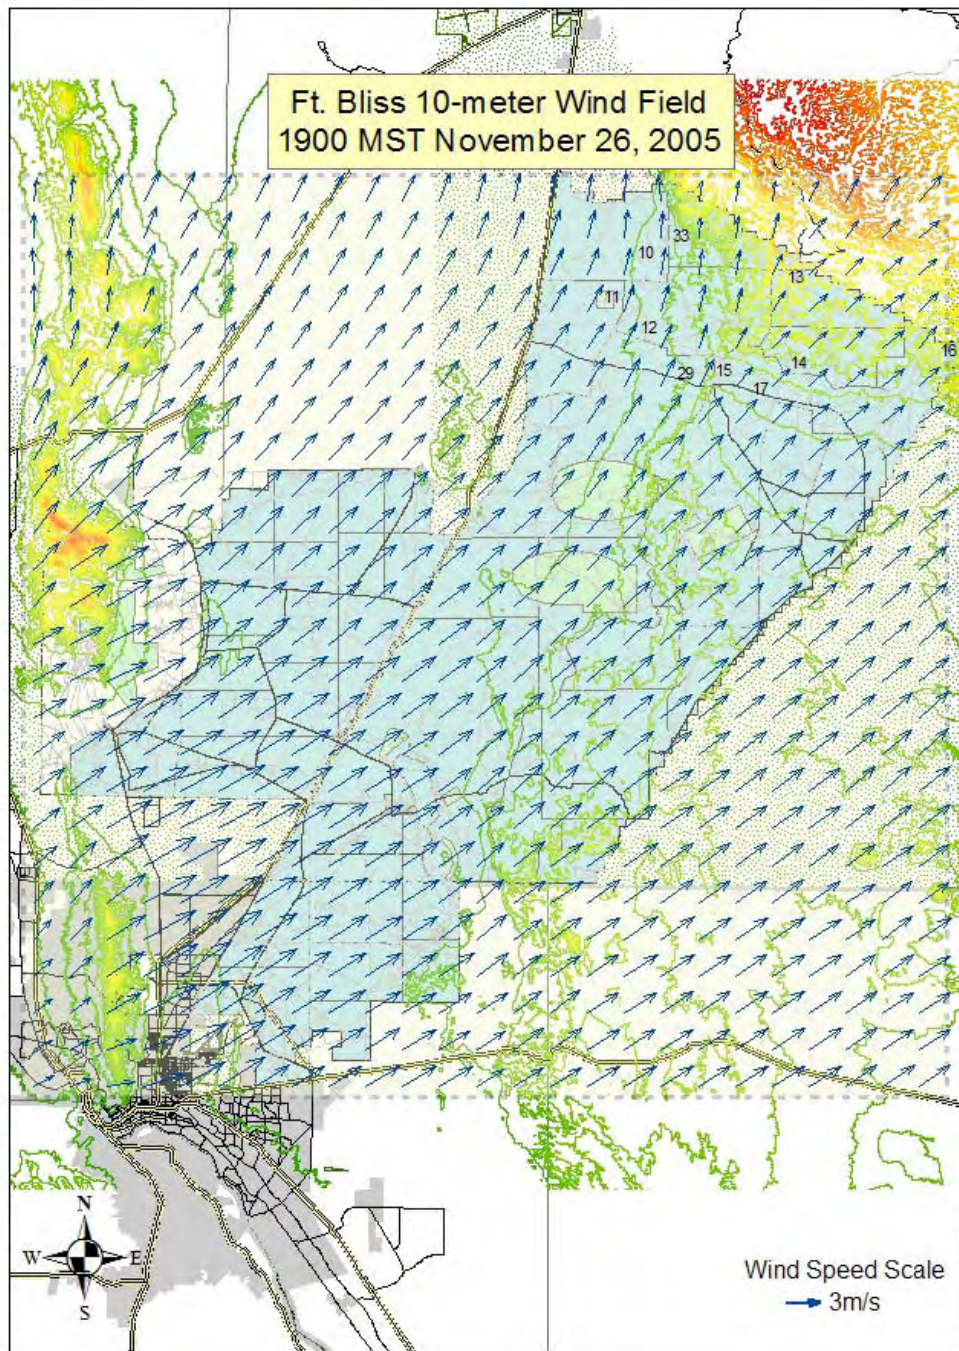 Ft. Bliss 10-meter Wind Field
1900 MST November 26, 2005
33
10
13
11
12
16
14
15
29
17
N
W E
S
Wind Speed Scale
3m/s